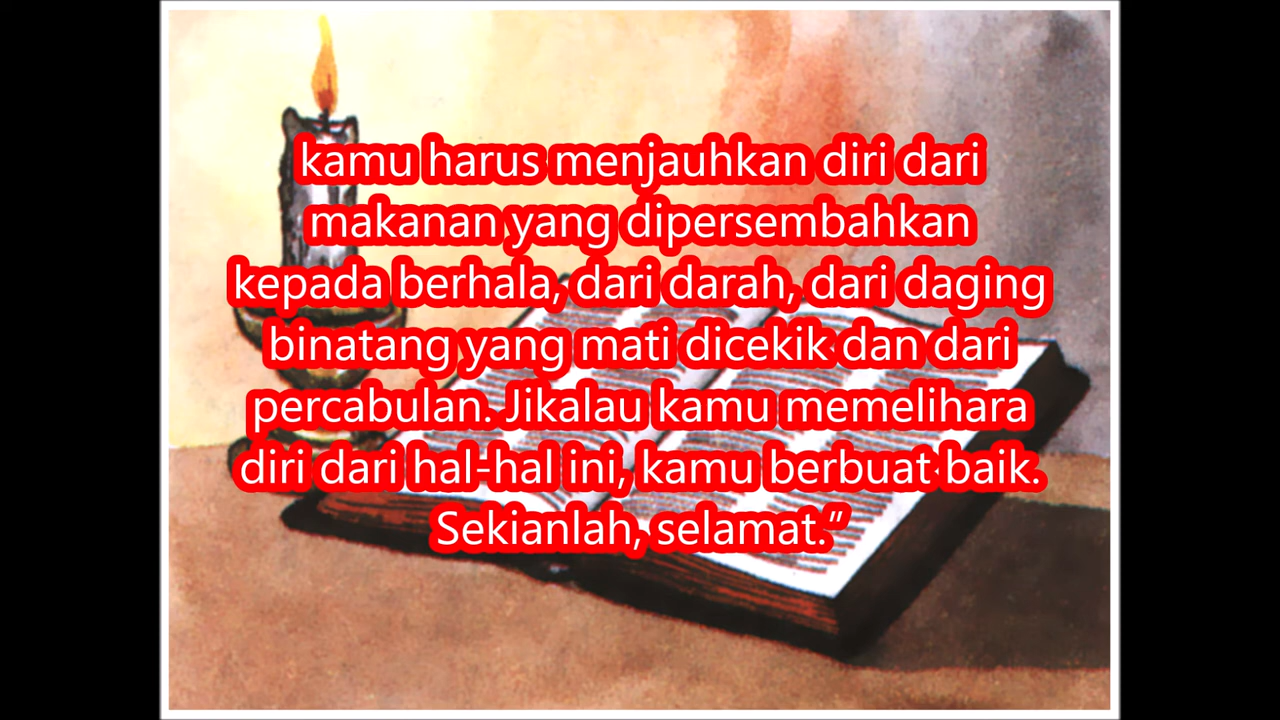 kamu harus menjauhkan diri dari
makanan yang dipersembahkan
kepada berhala, dari darah, dari daging
binatang yang mati dicekik dan dari
percabulan. Jikalau kamu memelihara
diri dari hal-hal ini, kamu berbuat baik.
Sekianlah, selamat.”